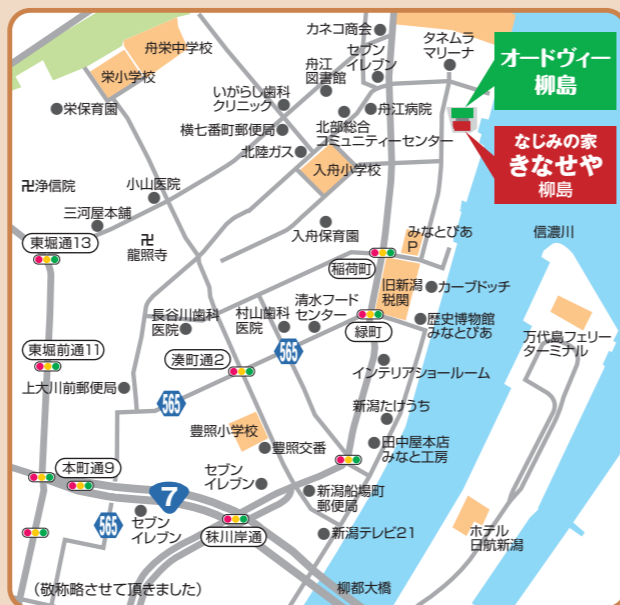 カネコ商会
タネムラ
マリーナ
オードヴィー
柳島
なじみの家
きなせや
柳島
舟栄中学校
栄小学校
栄保育園
いがらし歯科
クリニック
舟江
図書館
セブン
イレブン
舟江病院
横七番町郵便局
北部総合
コミュニティーセンター
北陸ガス
入舟小学校
卍浄信院
小山医院
三河屋本舗
卍
龍照寺
入舟保育園
みなとぴあ
P
信濃川
東堀通13
稲荷町
旧新潟
税関
カーブドッチ
長谷川歯科
医院
村山歯科
医院
清水フード
センター
緑町
歴史博物館
みなとぴあ
万代島フェリー
ターミナル
東堀前通11
湊町通2
565
インテリアショールーム
上大川前郵便局
565
新潟たけうち
豊照小学校
豊照交番
田中屋本店
みなと工房
本町通9
セブン
イレブン
7
新潟船場町
郵便局
565
セブン
イレブン
秣川岸通
新潟テレビ21
ホテル
日航新潟
(敬称略させて頂きました)
柳都大橋